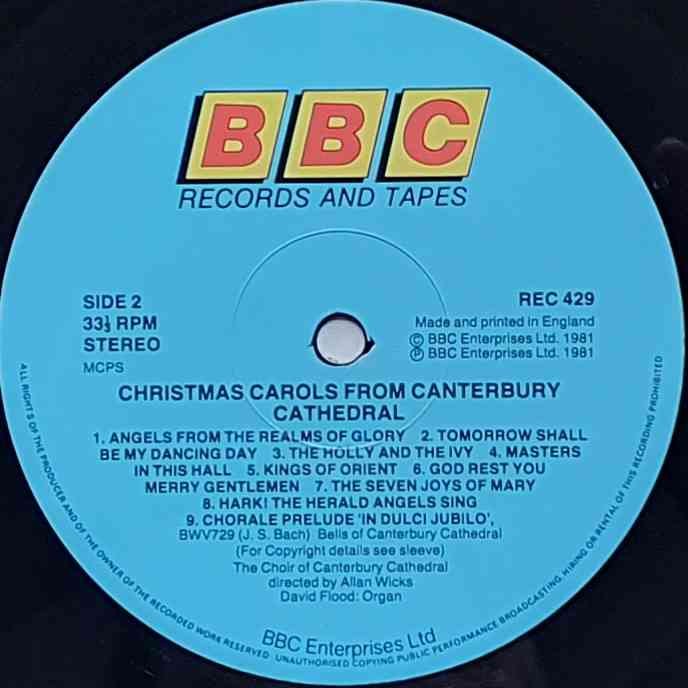 BBC
RECORDS AND TAPES
SIDE 2
33⅓ RPM
STEREO
MCPS
REC 429
Made and printed in England
© BBC Enterprises Ltd. 1981
℗ BBC Enterprises Ltd. 1981
CHRISTMAS CAROLS FROM CANTERBURY
CATHEDRAL
1. ANGELS FROM THE REALMS OF GLORY 2. TOMORROW SHALL
BE MY DANCING DAY 3. THE HOLLY AND THE IVY 4. MASTERS
IN THIS HALL 5. KINGS OF ORIENT 6. GOD REST YOU
MERRY GENTLEMEN 7. THE SEVEN JOYS OF MARY
8. HARK! THE HERALD ANGELS SING
9. CHORALE PRELUDE 'IN DULCI JUBILO',
BWV729 (J. S. Bach) Bells of Canterbury Cathedral
(For Copyright details see sleeve)
The Choir of Canterbury Cathedral
directed by Allan Wicks
David Flood: Organ
BBC Enterprises Ltd
ALL RIGHTS OF THE PRODUCER AND OF THE OWNER OF THE RECORDED WORK RESERVED · UNAUTHORISED COPYING PUBLIC PERFORMANCE BROADCASTING HIRING OR RENTAL OF THIS RECORDING PROHIBITED